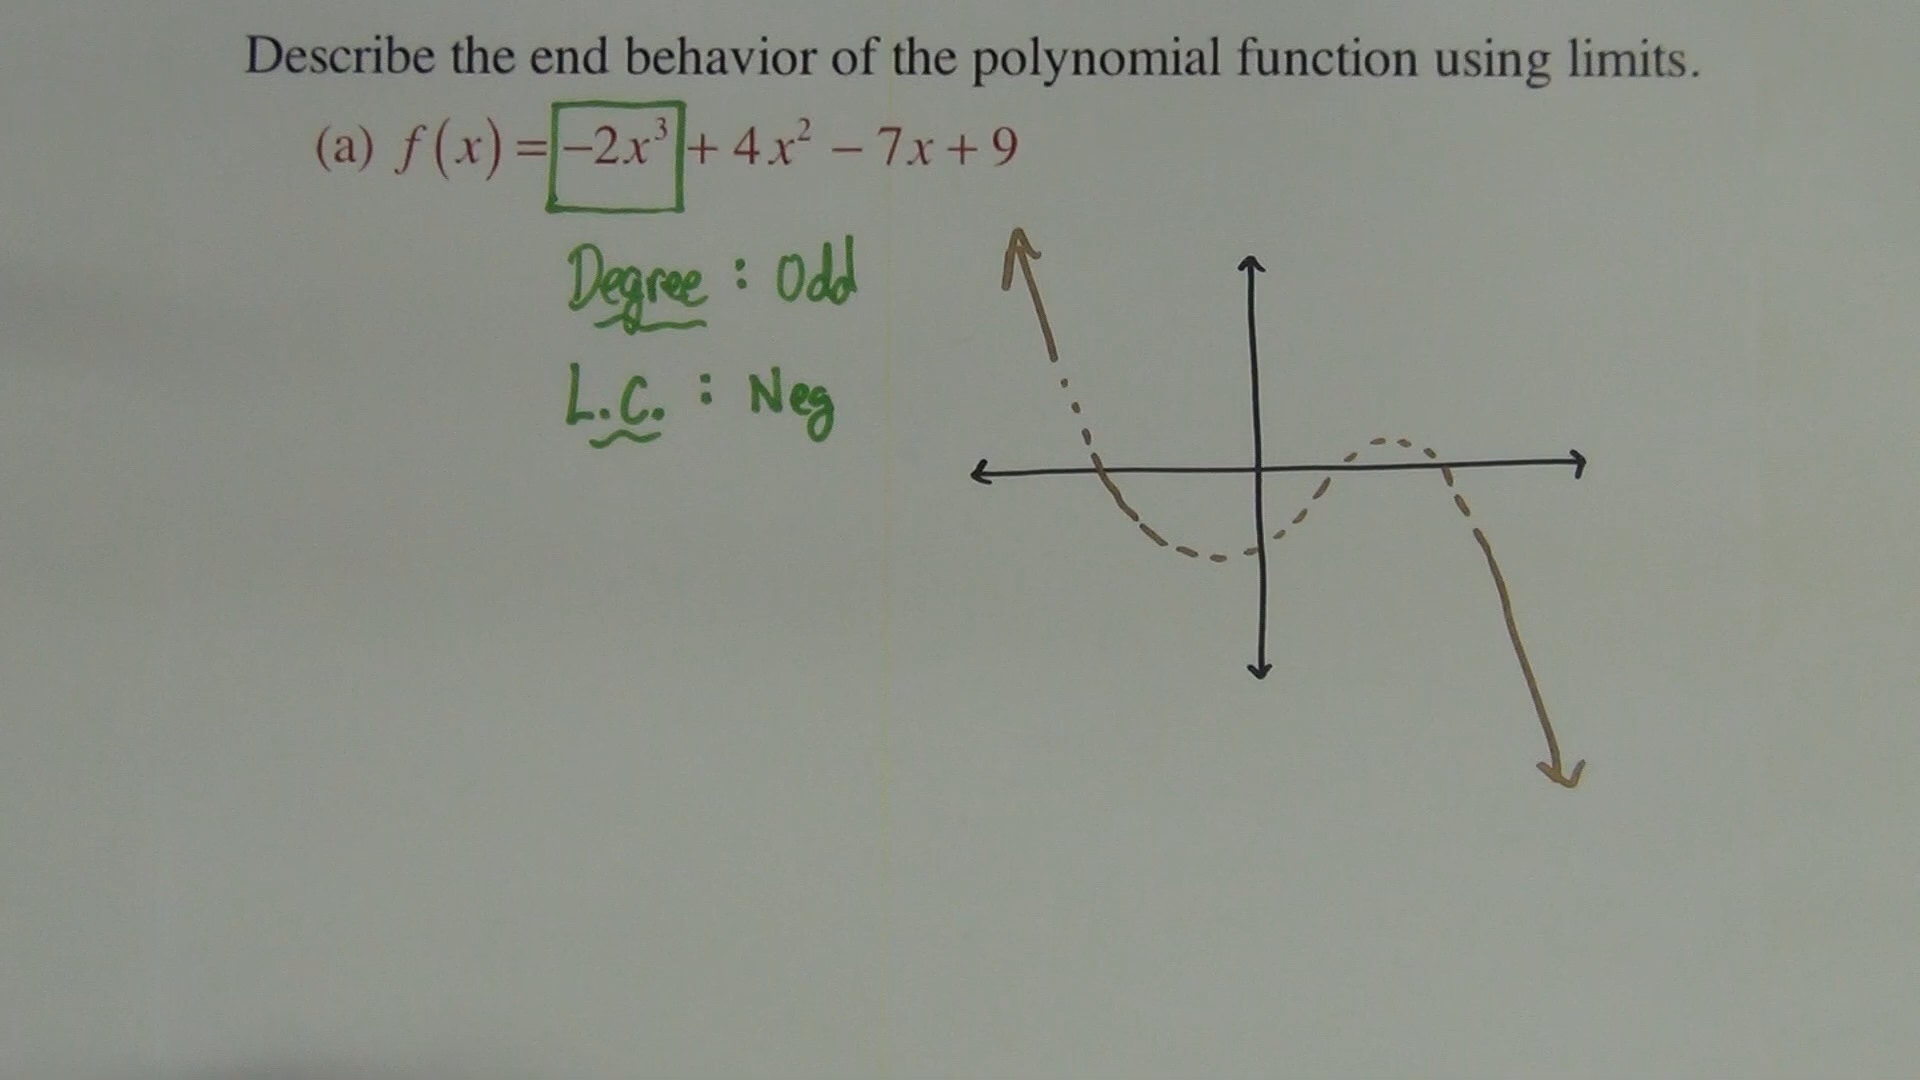 Describe the end behavior of the polynomial function using limits.
(a) f(x) = −2x³ + 4x² − 7x + 9
Degree : Odd
L.C. : Neg